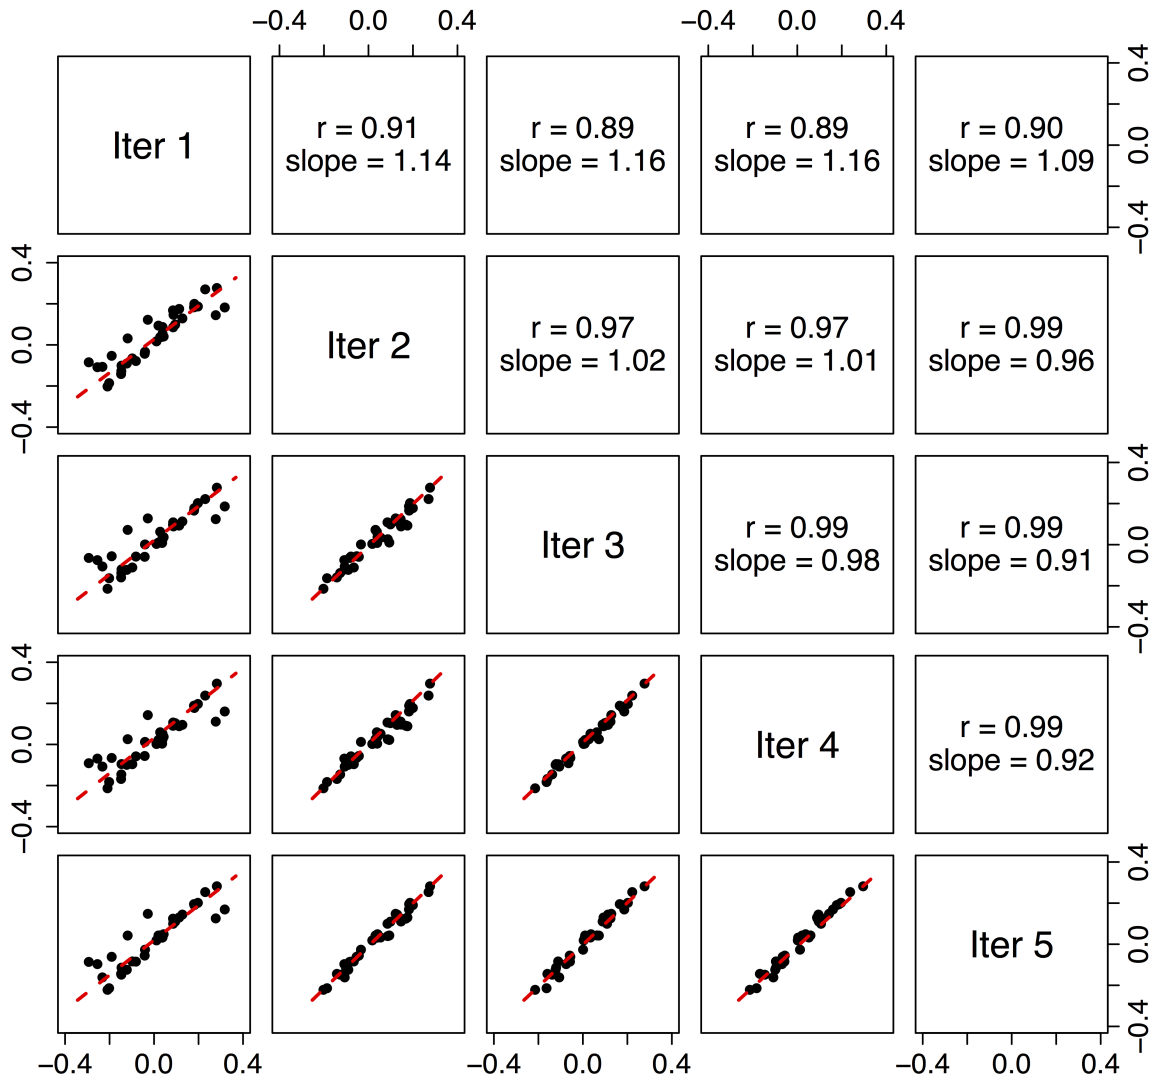 −0.4 0.0 0.4 −0.4 0.0 0.4
Iter 1
r = 0.91
slope = 1.14
r = 0.89
slope = 1.16
r = 0.89
slope = 1.16
r = 0.90
slope = 1.09
−0.4 0.0 0.4
−0.4 0.0 0.4
Iter 2
r = 0.97
slope = 1.02
r = 0.97
slope = 1.01
r = 0.99
slope = 0.96
Iter 3
r = 0.99
slope = 0.98
r = 0.99
slope = 0.91
−0.4 0.0 0.4
−0.4 0.0 0.4
Iter 4
r = 0.99
slope = 0.92
Iter 5
−0.4 0.0 0.4
−0.4 0.0 0.4 −0.4 0.0 0.4 −0.4 0.0 0.4